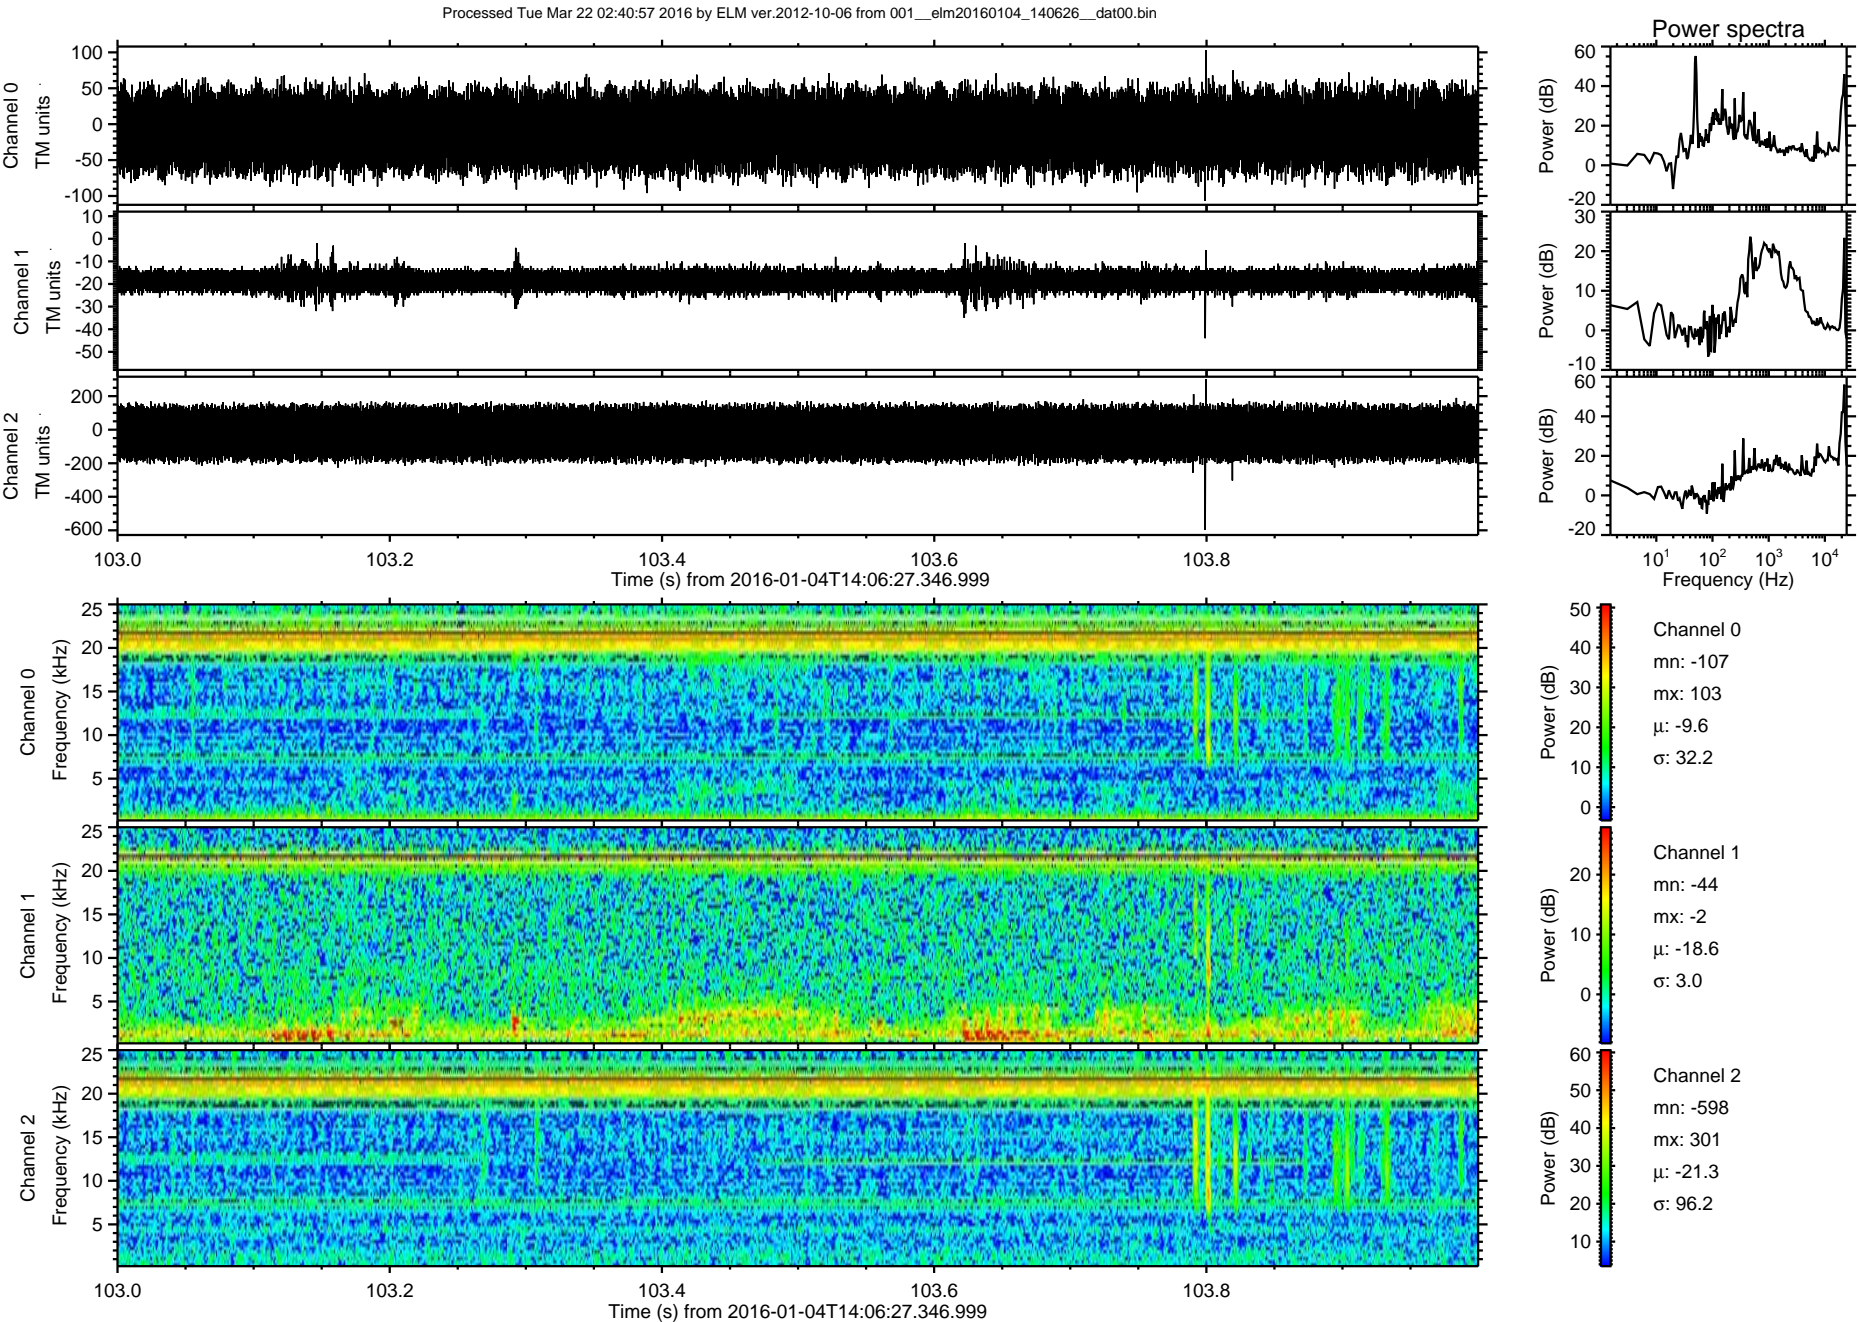 Processed Tue Mar 22 02:40:57 2016 by ELM ver.2012-10-06 from 001__elm20160104_140626__dat00.bin
Power spectra
Channel 0
TM units
100
50
0
-50
-100
Power (dB)
60
40
20
0
-20
Channel 1
TM units
10
0
-10
-20
-30
-40
-50
Power (dB)
30
20
10
0
-10
Channel 2
TM units
200
0
-200
-400
-600
Power (dB)
60
40
20
0
-20
103.0 103.2 103.4 103.6 103.8
Time (s) from 2016-01-04T14:06:27.346.999
10¹ 10² 10³ 10⁴
Frequency (Hz)
Channel 0
Frequency (kHz)
25
20
15
10
5
Power (dB)
50
40
30
20
10
0
Channel 0
mn: -107
mx: 103
μ: -9.6
σ: 32.2
Channel 1
Frequency (kHz)
25
20
15
10
5
Power (dB)
20
10
0
Channel 1
mn: -44
mx: -2
μ: -18.6
σ: 3.0
Channel 2
Frequency (kHz)
25
20
15
10
5
Power (dB)
60
50
40
30
20
10
Channel 2
mn: -598
mx: 301
μ: -21.3
σ: 96.2
103.0 103.2 103.4 103.6 103.8
Time (s) from 2016-01-04T14:06:27.346.999